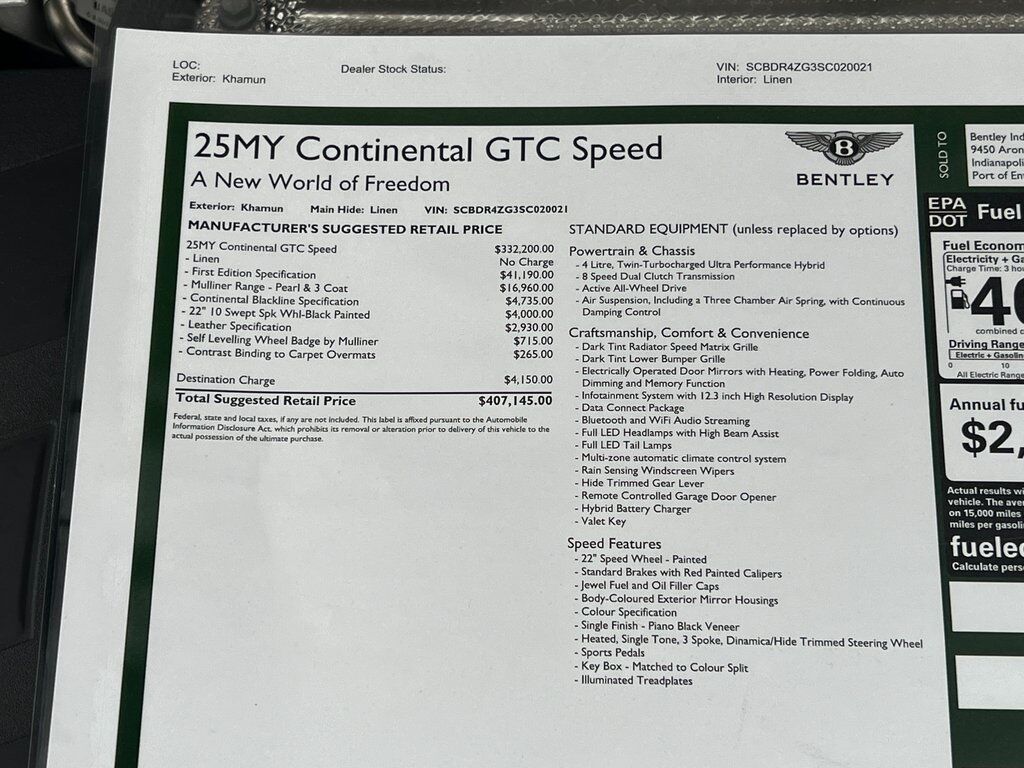 LOC:
Exterior: Khamun
Dealer Stock Status:
VIN: SCBDR4ZG3SC020021
Interior: Linen
25MY Continental GTC Speed
A New World of Freedom
B
BENTLEY
Exterior: Khamun Main Hide: Linen VIN: SCBDR4ZG3SC020021
MANUFACTURER'S SUGGESTED RETAIL PRICE
25MY Continental GTC Speed $332,200.00
- Linen No Charge
- First Edition Specification $41,190.00
- Mulliner Range - Pearl & 3 Coat $16,960.00
- Continental Blackline Specification $4,735.00
- 22" 10 Swept Spk Whl-Black Painted $4,000.00
- Leather Specification $2,930.00
- Self Levelling Wheel Badge by Mulliner $715.00
- Contrast Binding to Carpet Overmats $265.00
Destination Charge $4,150.00
Total Suggested Retail Price $407,145.00
Federal, state and local taxes, if any are not included. This label is affixed pursuant to the Automobile
Information Disclosure Act, which prohibits its removal or alteration prior to delivery of this vehicle to the
actual possession of the ultimate purchase.
STANDARD EQUIPMENT (unless replaced by options)
Powertrain & Chassis
- 4 Litre, Twin-Turbocharged Ultra Performance Hybrid
- 8 Speed Dual Clutch Transmission
- Active All-Wheel Drive
- Air Suspension, Including a Three Chamber Air Spring, with Continuous
Damping Control
Craftsmanship, Comfort & Convenience
- Dark Tint Radiator Speed Matrix Grille
- Dark Tint Lower Bumper Grille
- Electrically Operated Door Mirrors with Heating, Power Folding, Auto
Dimming and Memory Function
- Infotainment System with 12.3 inch High Resolution Display
- Data Connect Package
- Bluetooth and WiFi Audio Streaming
- Full LED Headlamps with High Beam Assist
- Full LED Tail Lamps
- Multi-zone automatic climate control system
- Rain Sensing Windscreen Wipers
- Hide Trimmed Gear Lever
- Remote Controlled Garage Door Opener
- Hybrid Battery Charger
- Valet Key
Speed Features
- 22" Speed Wheel - Painted
- Standard Brakes with Red Painted Calipers
- Jewel Fuel and Oil Filler Caps
- Body-Coloured Exterior Mirror Housings
- Colour Specification
- Single Finish - Piano Black Veneer
- Heated, Single Tone, 3 Spoke, Dinamica/Hide Trimmed Steering Wheel
- Sports Pedals
- Key Box - Matched to Colour Split
- Illuminated Treadplates
SOLD TO
Bentley Ind
9450 Aron
Indianapoli
Port of En
EPA
DOT
Fuel
Fuel Econom
Electricity + Ga
Charge Time: 3 ho
combined c
Driving Range
Electric + Gasolin
0 10
All Electric Range
Annual fu
$2,
Actual results wi
vehicle. The ave
on 15,000 miles
miles per gasoli
fuelec
Calculate pers